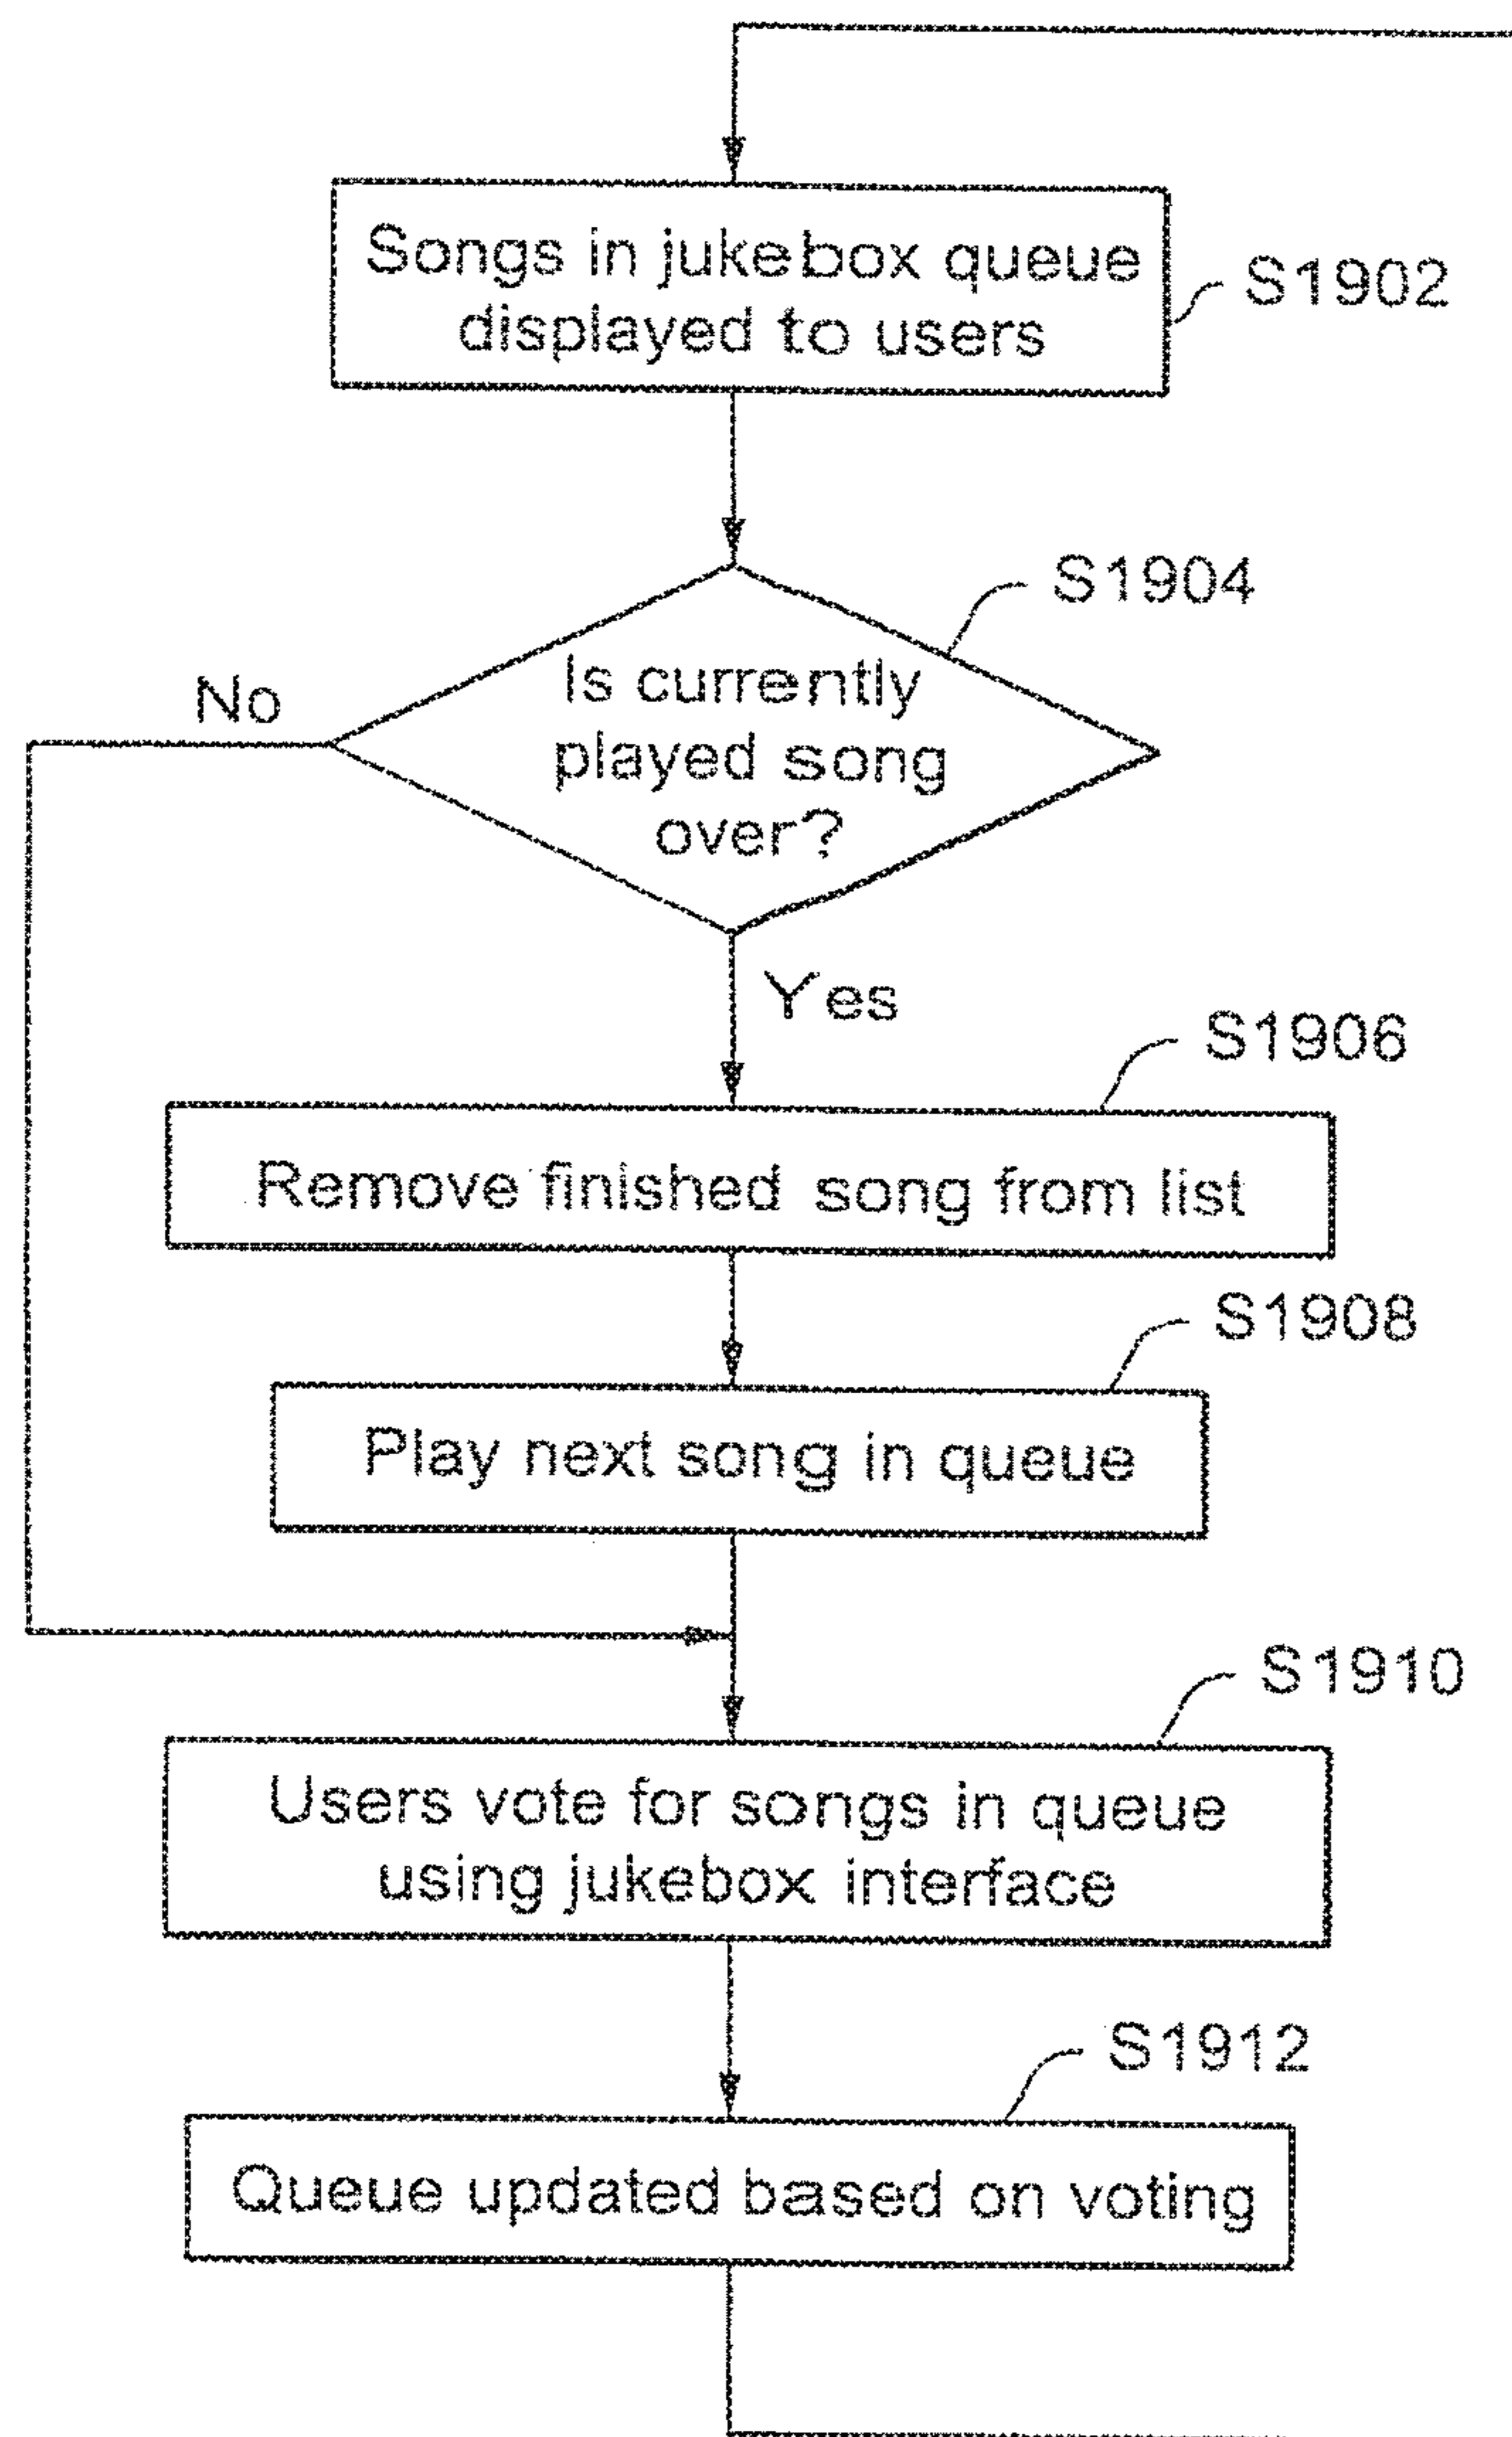 Songs in jukebox queue
displayed to users
S1902
S1904
Is currently
played song
over?
No
Yes
S1906
Remove finished song from list
S1908
Play next song in queue
S1910
Users vote for songs in queue
using jukebox interface
S1912
Queue updated based on voting